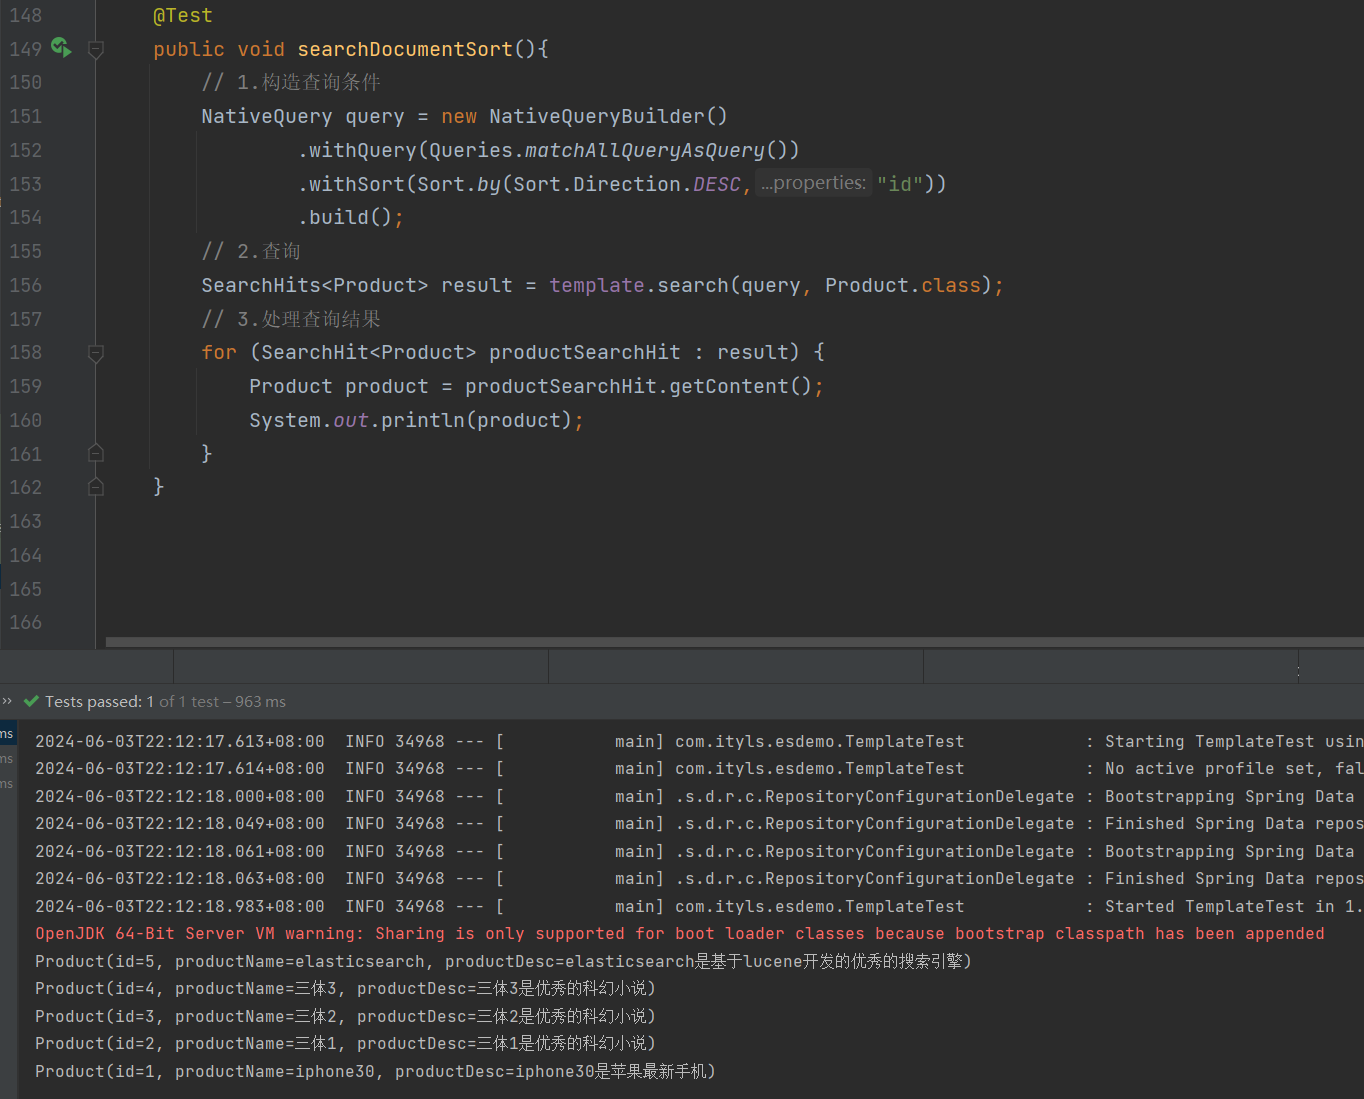 148 @Test
149 public void searchDocumentSort(){
150 // 1.构造查询条件
151 NativeQuery query = new NativeQueryBuilder()
152 .withQuery(Queries.matchAllQueryAsQuery())
153 .withSort(Sort.by(Sort.Direction.DESC, ...properties: "id"))
154 .build();
155 // 2.查询
156 SearchHits<Product> result = template.search(query, Product.class);
157 // 3.处理查询结果
158 for (SearchHit<Product> productSearchHit : result) {
159 Product product = productSearchHit.getContent();
160 System.out.println(product);
161 }
162 }
163
164
165
166
» Tests passed: 1 of 1 test – 963 ms
ms 2024-06-03T22:12:17.613+08:00 INFO 34968 --- [ main] com.ityls.esdemo.TemplateTest : Starting TemplateTest usin
ms 2024-06-03T22:12:17.614+08:00 INFO 34968 --- [ main] com.ityls.esdemo.TemplateTest : No active profile set, fal
ms 2024-06-03T22:12:18.000+08:00 INFO 34968 --- [ main] .s.d.r.c.RepositoryConfigurationDelegate : Bootstrapping Spring Data
2024-06-03T22:12:18.049+08:00 INFO 34968 --- [ main] .s.d.r.c.RepositoryConfigurationDelegate : Finished Spring Data repos
2024-06-03T22:12:18.061+08:00 INFO 34968 --- [ main] .s.d.r.c.RepositoryConfigurationDelegate : Bootstrapping Spring Data
2024-06-03T22:12:18.063+08:00 INFO 34968 --- [ main] .s.d.r.c.RepositoryConfigurationDelegate : Finished Spring Data repos
2024-06-03T22:12:18.983+08:00 INFO 34968 --- [ main] com.ityls.esdemo.TemplateTest : Started TemplateTest in 1.
OpenJDK 64-Bit Server VM warning: Sharing is only supported for boot loader classes because bootstrap classpath has been appended
Product(id=5, productName=elasticsearch, productDesc=elasticsearch是基于lucene开发的优秀的搜索引擎)
Product(id=4, productName=三体3, productDesc=三体3是优秀的科幻小说)
Product(id=3, productName=三体2, productDesc=三体2是优秀的科幻小说)
Product(id=2, productName=三体1, productDesc=三体1是优秀的科幻小说)
Product(id=1, productName=iphone30, productDesc=iphone30是苹果最新手机)